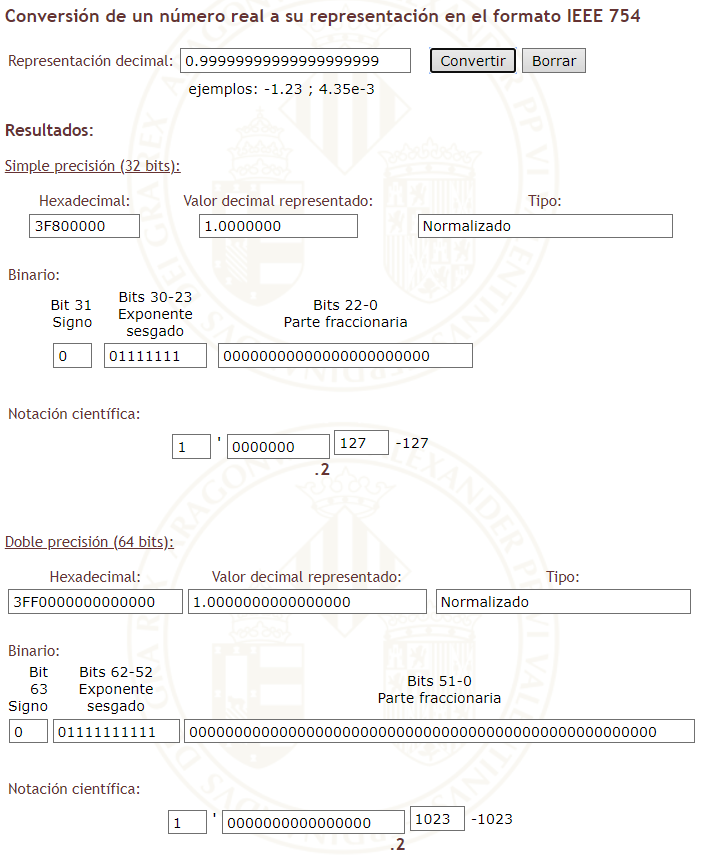 Conversión de un número real a su representación en el formato IEEE 754
Representación decimal: 0.99999999999999999999 Convertir Borrar
ejemplos: -1.23 ; 4.35e-3
Resultados:
Simple precisión (32 bits):
Hexadecimal: Valor decimal representado: Tipo:
3F800000 1.0000000 Normalizado
Binario:
Bit 31 Signo Bits 30-23 Exponente sesgado Bits 22-0 Parte fraccionaria
0 01111111 00000000000000000000000
Notación científica:
1 ' 0000000 127 -127
.2
Doble precisión (64 bits):
Hexadecimal: Valor decimal representado: Tipo:
3FF0000000000000 1.0000000000000000 Normalizado
Binario:
Bit 63 Signo Bits 62-52 Exponente sesgado Bits 51-0 Parte fraccionaria
0 01111111111 0000000000000000000000000000000000000000000000000000
Notación científica:
1 ' 0000000000000000 1023 -1023
.2